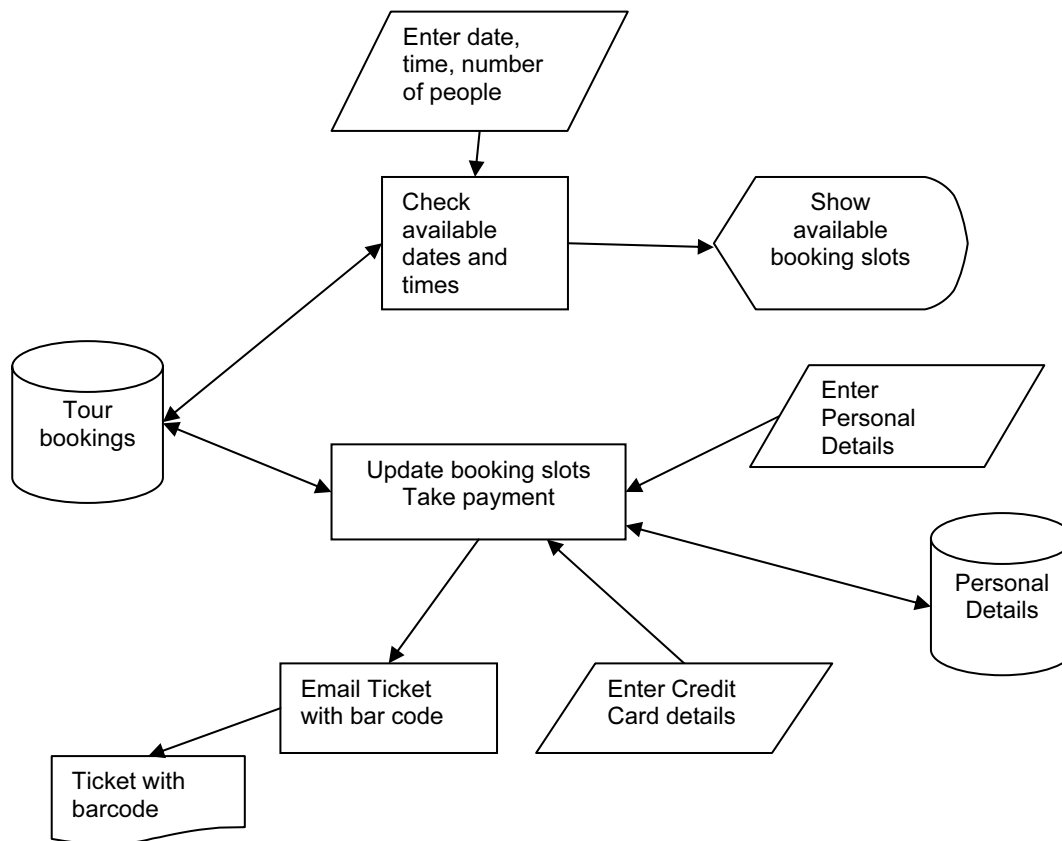 Enter date,
time, number
of people
Check
available
dates and
times
Show
available
booking slots
Tour
bookings
Enter
Personal
Details
Update booking slots
Take payment
Personal
Details
Email Ticket
with bar code
Enter Credit
Card details
Ticket with
barcode